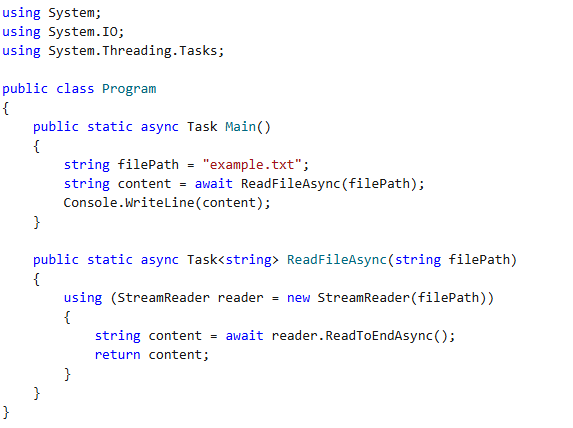 using System;
using System.IO;
using System.Threading.Tasks;

public class Program
{
    public static async Task Main()
    {
        string filePath = "example.txt";
        string content = await ReadFileAsync(filePath);
        Console.WriteLine(content);
    }

    public static async Task<string> ReadFileAsync(string filePath)
    {
        using (StreamReader reader = new StreamReader(filePath))
        {
            string content = await reader.ReadToEndAsync();
            return content;
        }
    }
}